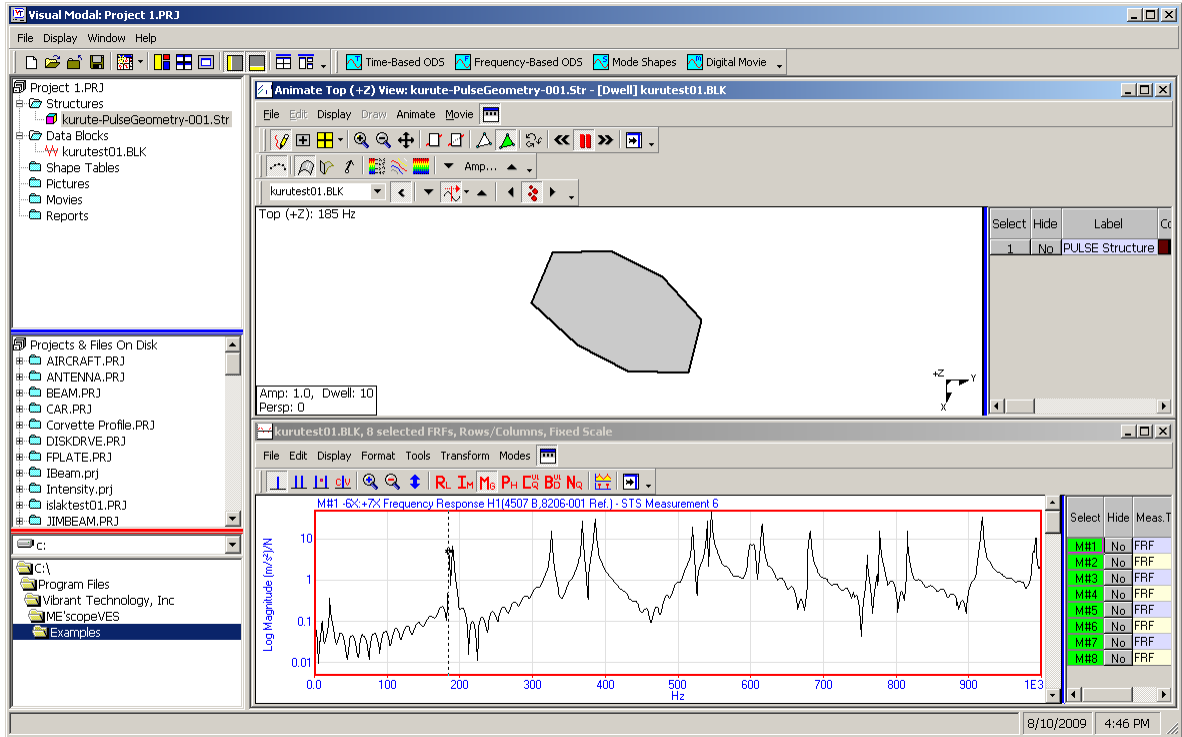 Visual Modal: Project 1.PRJ
File Display Window Help
Time-Based ODS Frequency-Based ODS Mode Shapes Digital Movie
Project 1.PRJ
Structures
kurute-PulseGeometry-001.Str
Data Blocks
kurutest01.BLK
Shape Tables
Pictures
Movies
Reports
Projects & Files On Disk
AIRCRAFT.PRJ
ANTENNA.PRJ
BEAM.PRJ
CAR.PRJ
Corvette Profile.PRJ
DISKDRVE.PRJ
FPLATE.PRJ
IBeam.prj
Intensity.prj
islaktest01.PRJ
JIMBEAM.PRJ
c:
C:\
Program Files
Vibrant Technology, Inc
ME'scopeVES
Examples
Animate Top (+Z) View: kurute-PulseGeometry-001.Str - [Dwell] kurutest01.BLK
File Edit Display Draw Animate Movie
Amp...
kurutest01.BLK
Top (+Z): 185 Hz
Amp: 1.0, Dwell: 10
Persp: 0
+Z Y
X
Select Hide Label Co
1 No PULSE Structure
kurutest01.BLK, 8 selected FRFs, Rows/Columns, Fixed Scale
File Edit Display Format Tools Transform Modes
M#1 -6X:+7X Frequency Response H1(4507 B,8206-001 Ref.) - STS Measurement 6
Log Magnitude (m/s²)/N
10
1
0.1
0.01
0.0 100 200 300 400 500 600 700 800 900 1E3
Hz
Select Hide Meas.T
M#1 No FRF
M#2 No FRF
M#3 No FRF
M#4 No FRF
M#5 No FRF
M#6 No FRF
M#7 No FRF
M#8 No FRF
8/10/2009 4:46 PM